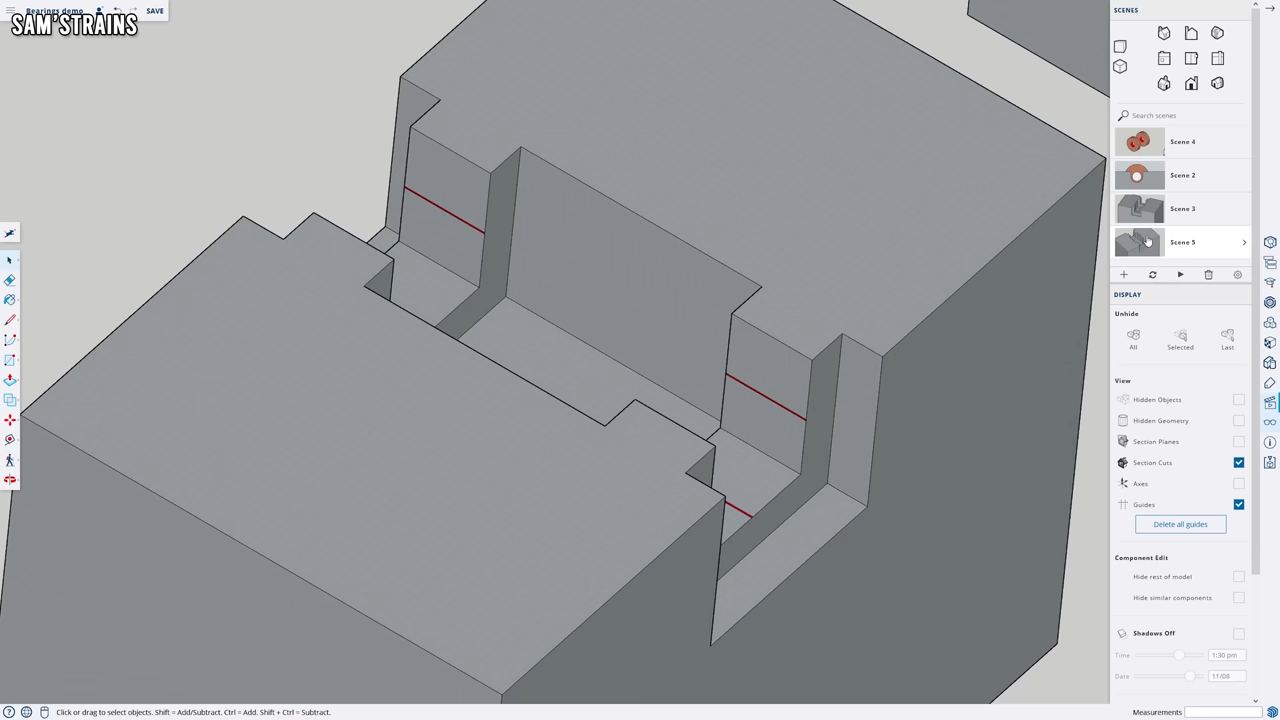 Bearings demo
SAVE
SAM'STRAINS
SCENES
Search scenes
Scene 4
Scene 2
Scene 3
Scene 5
DISPLAY
Unhide
All
Selected
Last
View
Hidden Objects
Hidden Geometry
Section Planes
Section Cuts
Axes
Guides
Delete all guides
Component Edit
Hide rest of model
Hide similar components
Shadows Off
Time
1:30 pm
Date
11/08
Click or drag to select objects. Shift = Add/Subtract. Ctrl = Add. Shift + Ctrl = Subtract.
Measurements